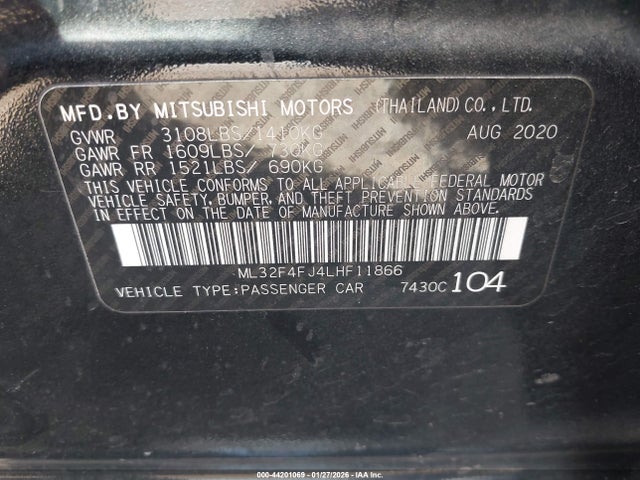 MFD.BY MITSUBISHI MOTORS (THAILAND)CO.,LTD.
GVWR 3108LBS/1410KG AUG 2020
GAWR FR 1609LBS/ 730KG
GAWR RR 1521LBS/ 690KG
THIS VEHICLE CONFORMS TO ALL APPLICABLE FEDERAL MOTOR
VEHICLE SAFETY, BUMPER, AND THEFT PREVENTION STANDARDS
IN EFFECT ON THE DATE OF MANUFACTURE SHOWN ABOVE.
ML32F4FJ4LHF11866
VEHICLE TYPE:PASSENGER CAR 7430C 104
000-44201069 - 01/27/2026 - IAA Inc.